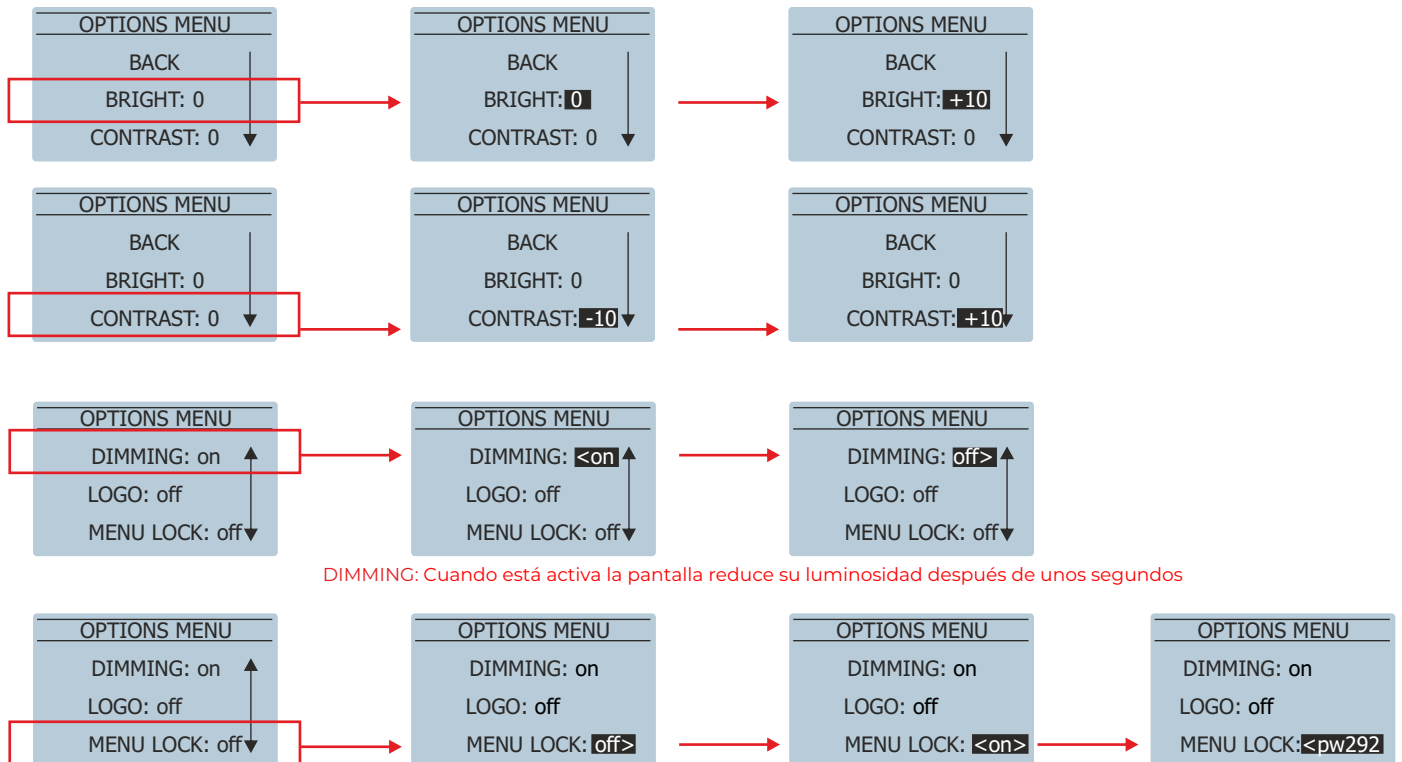 OPTIONS MENU
BACK
BRIGHT: 0
CONTRAST: 0
OPTIONS MENU
BACK
BRIGHT: 0
CONTRAST: 0
OPTIONS MENU
BACK
BRIGHT: +10
CONTRAST: 0
OPTIONS MENU
BACK
BRIGHT: 0
CONTRAST: 0
OPTIONS MENU
BACK
BRIGHT: 0
CONTRAST: -10
OPTIONS MENU
BACK
BRIGHT: 0
CONTRAST: +10
OPTIONS MENU
DIMMING: on
LOGO: off
MENU LOCK: off
OPTIONS MENU
DIMMING: <on
LOGO: off
MENU LOCK: off
OPTIONS MENU
DIMMING: off>
LOGO: off
MENU LOCK: off
DIMMING: Cuando está activa la pantalla reduce su luminosidad después de unos segundos
OPTIONS MENU
DIMMING: on
LOGO: off
MENU LOCK: off
OPTIONS MENU
DIMMING: on
LOGO: off
MENU LOCK: off>
OPTIONS MENU
DIMMING: on
LOGO: off
MENU LOCK: <on>
OPTIONS MENU
DIMMING: on
LOGO: off
MENU LOCK:<pw292